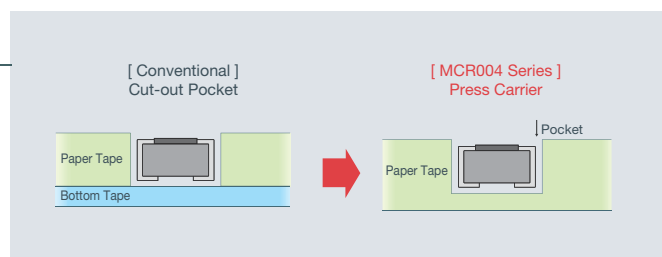 [ Conventional ]
Cut-out Pocket
Paper Tape
Bottom Tape
[ MCR004 Series ]
Press Carrier
Pocket
Paper Tape